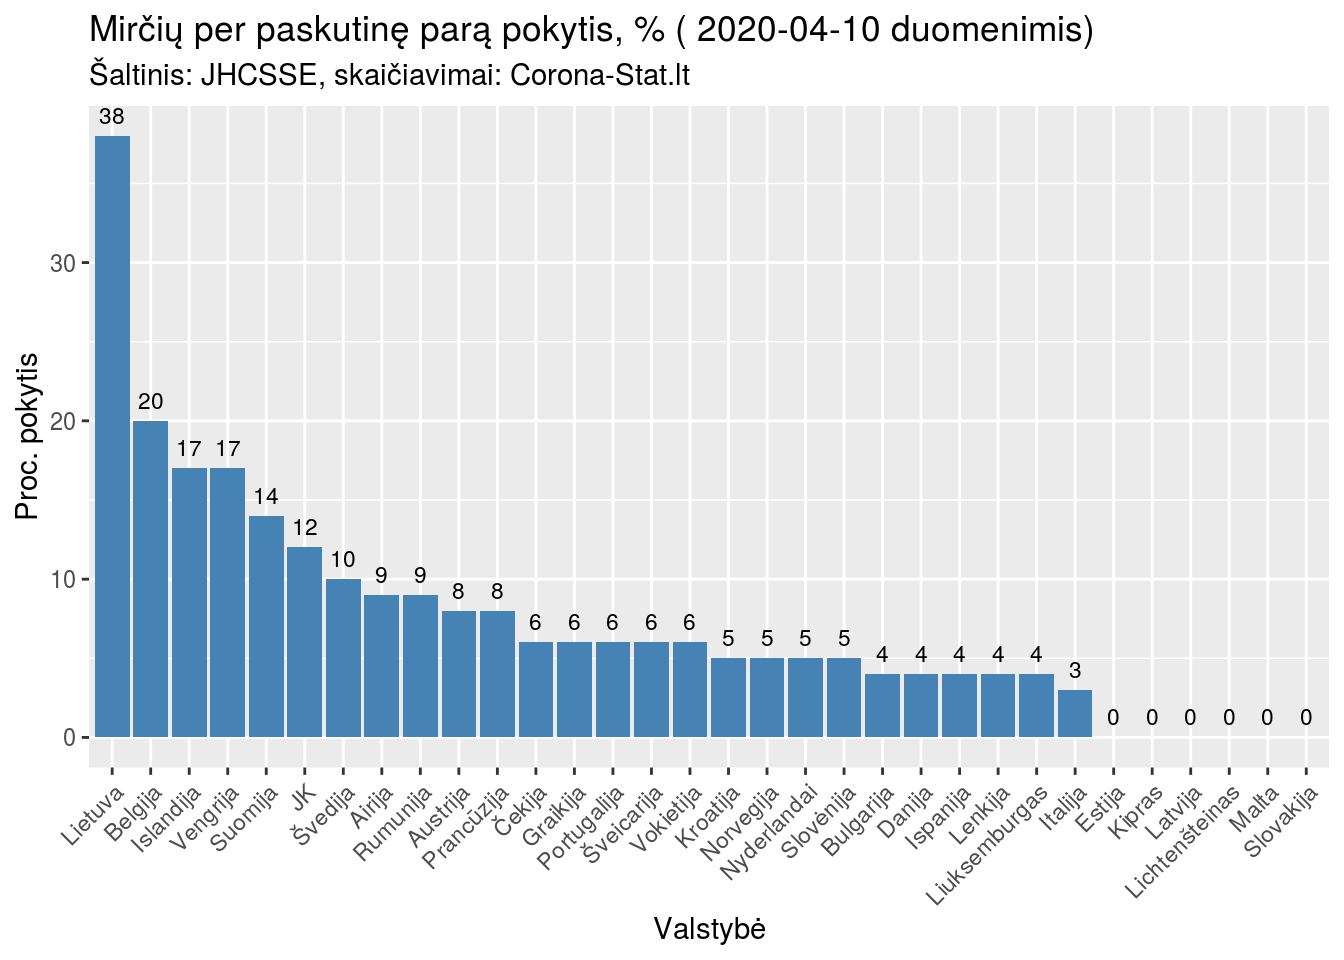 Mirčių per paskutinę parą pokytis, % ( 2020-04-10 duomenimis)
Šaltinis: JHCSSE, skaičiavimai: Corona-Stat.lt
Proc. pokytis
30
20
10
0
38
20
17
17
14
12
10
9
9
8
8
6
6
6
6
6
5
5
5
5
4
4
4
4
4
3
0
0
0
0
0
0
Lietuva
Belgija
Islandija
Vengrija
Suomija
JK
Švedija
Airija
Rumunija
Austrija
Prancūzija
Čekija
Graikija
Portugalija
Šveicarija
Vokietija
Kroatija
Norvegija
Nyderlandai
Slovėnija
Bulgarija
Danija
Ispanija
Lenkija
Liuksemburgas
Italija
Estija
Kipras
Latvija
Lichtenšteinas
Malta
Slovakija
Valstybė